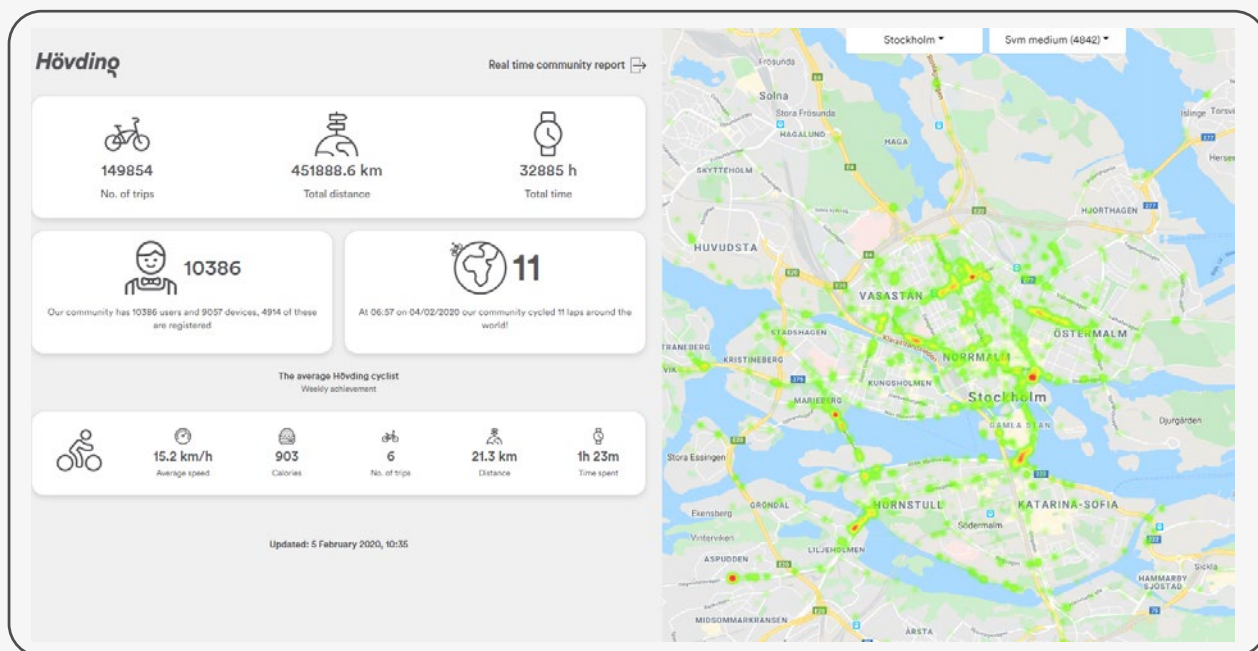 Hövding
Real time community report
149854
No. of trips
451888.6 km
Total distance
32885 h
Total time
10386
Our community has 10386 users and 9057 devices, 4914 of these
are registered
11
At 06:57 on 04/02/2020 our community cycled 11 laps around the
world!
The average Hövding cyclist
Weekly achievement
15.2 km/h
Average speed
903
Calories
6
No. of trips
21.3 km
Distance
1h 23m
Time spent
Updated: 5 February 2020, 10:35
Stockholm
Svm medium (4842)
Frösunda
Solna
Stora Frösunda
HAGALUND
HAGA
Islinge
SKYTTEHOLM
HJORTHAGEN
HUVUDSTA
VASASTAN
ÖSTERMALM
STADSHAGEN
KRISTINEBERG
NORRMALM
KUNGSHOLMEN
MARIEBERG
Stockholm
GAMLA STAN
Djurgården
Stora Essingen
GRÖNDAL
HORNSTULL
KATARINA-SOFIA
Ekensberg
Södermalm
Vinterviken
LILJEHOLMEN
ASPUDDEN
Sickla
HAMMARBY
SJÖSTAD
MIDSOMMARKRANSEN
ÅRSTA